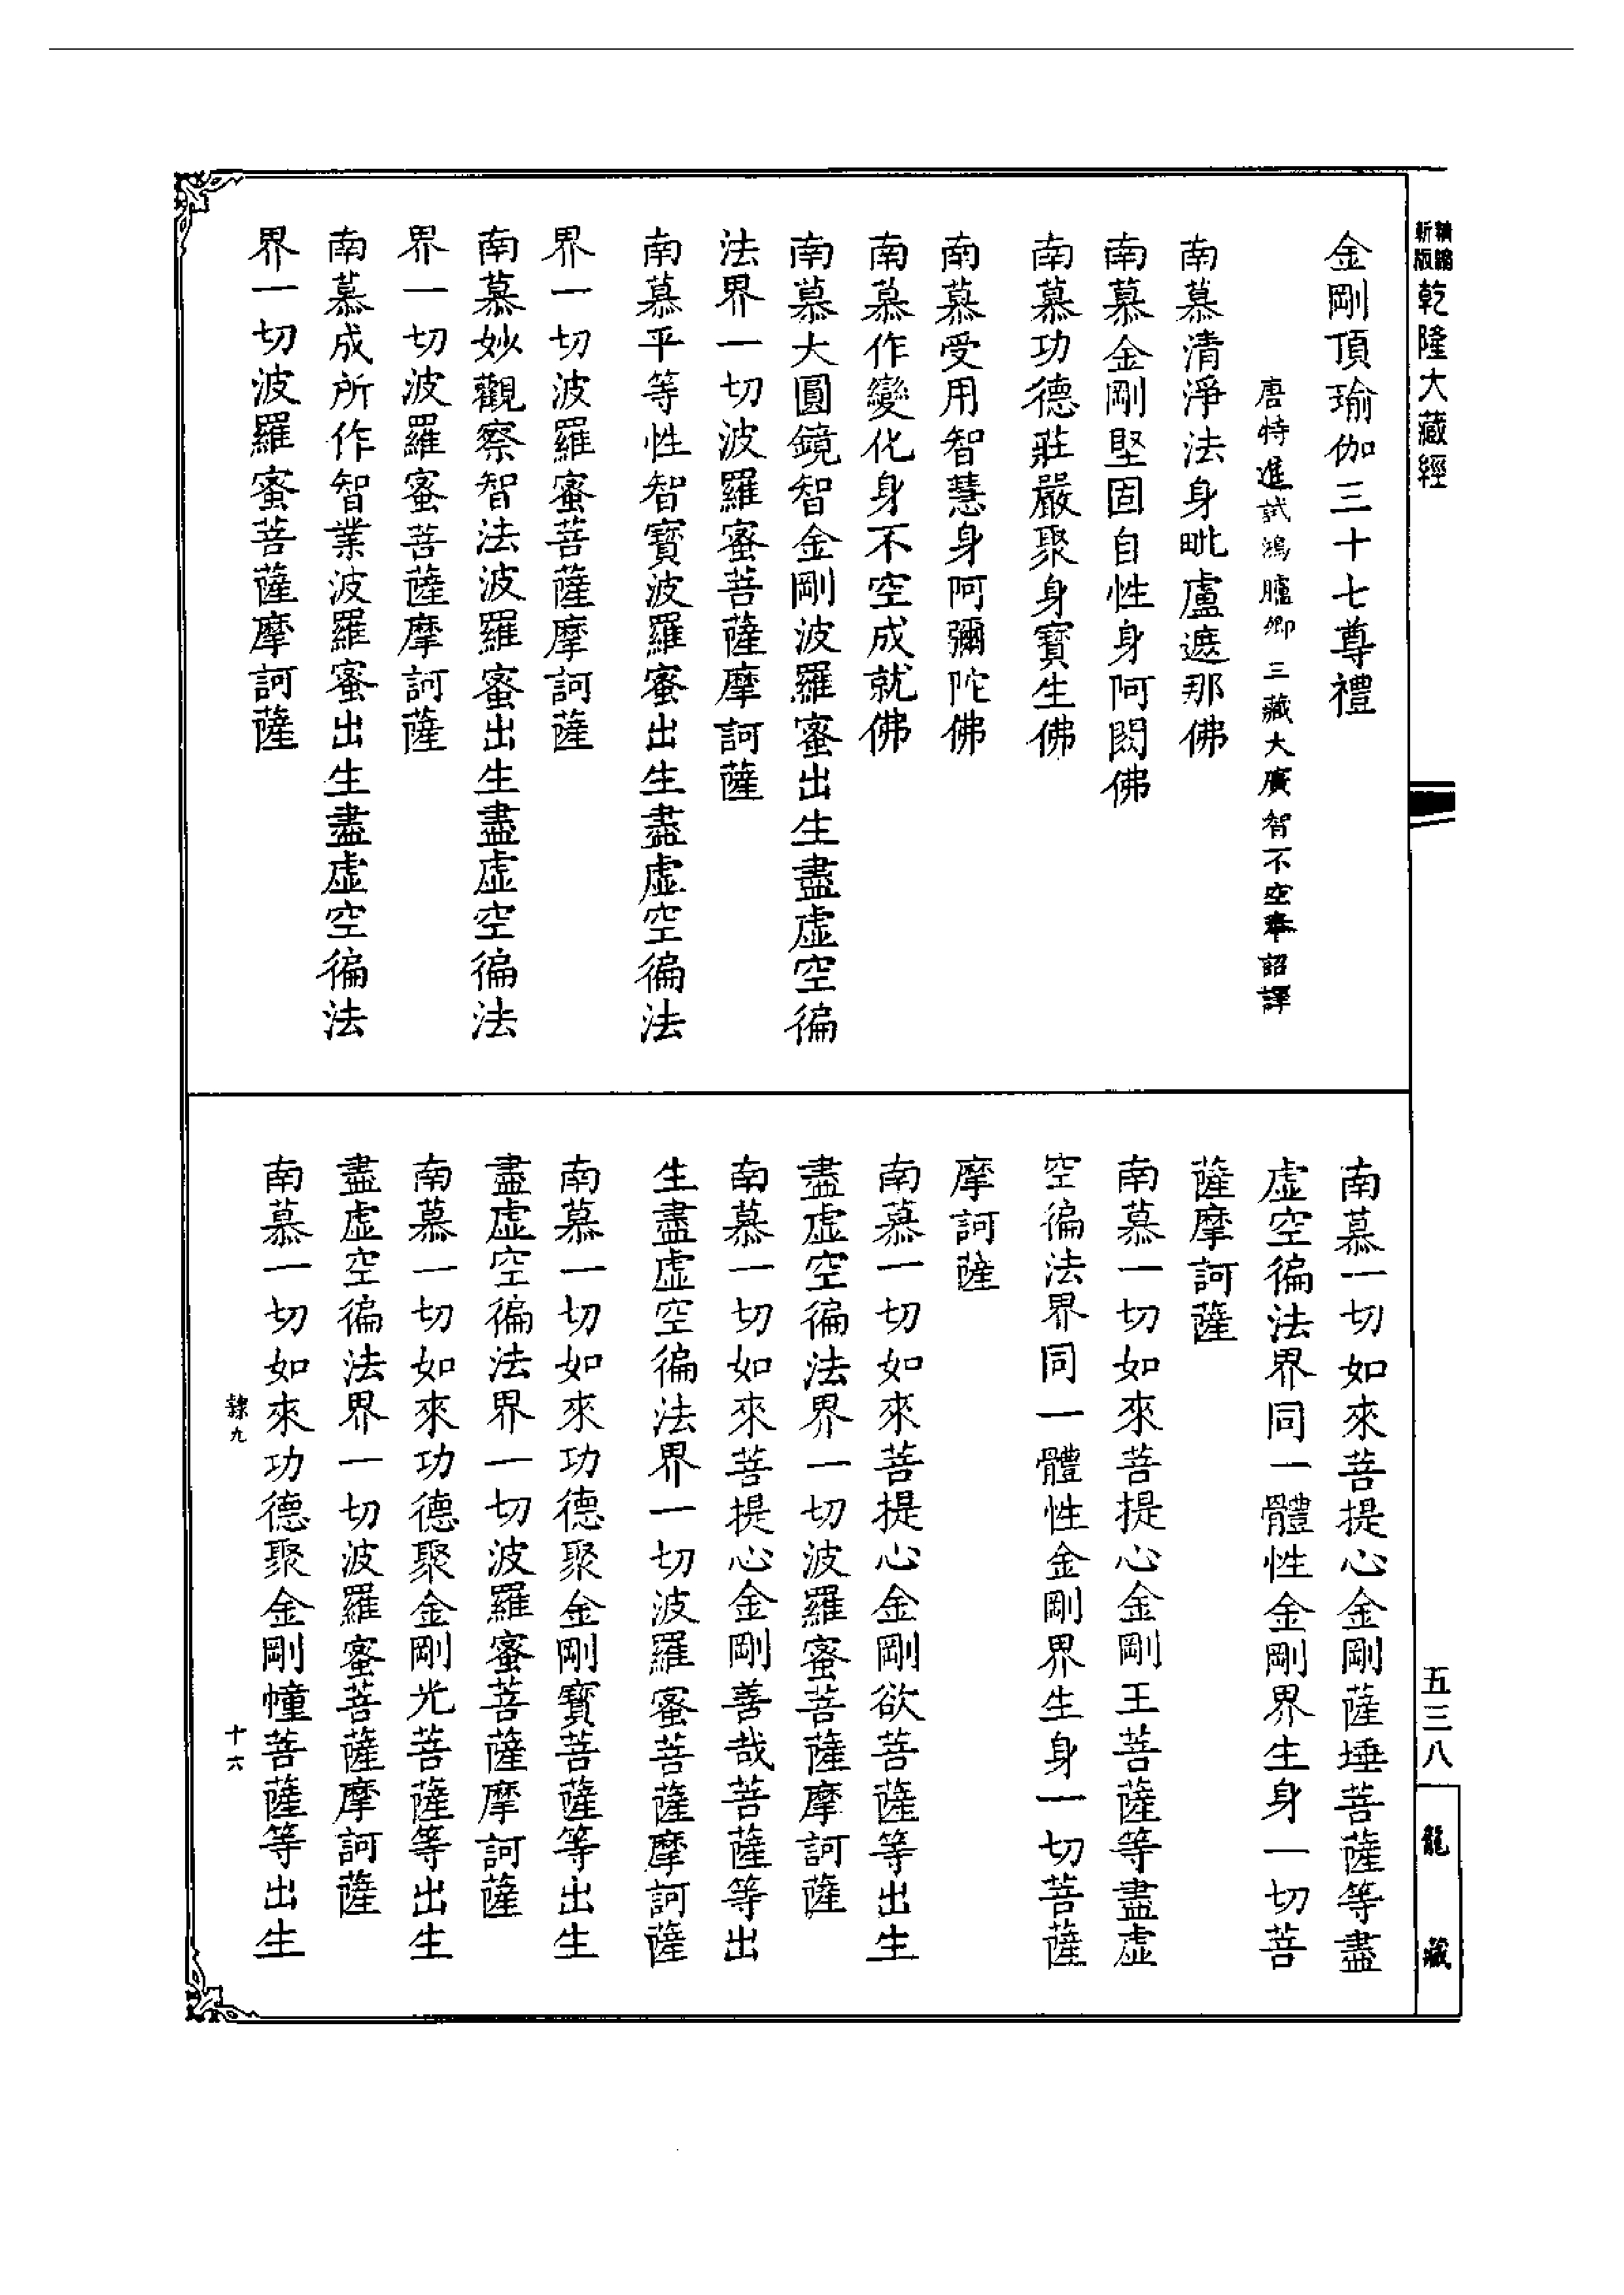 新版
精縮
乾隆大藏經
金剛頂瑜伽三十七尊禮
唐特進試鴻臚卿三藏大廣智不空奉詔譯
南慕清淨法身毗盧遮那佛
南慕金剛堅固自性身阿閦佛
南慕功德莊嚴聚身寶生佛
南慕受用智慧身阿彌陀佛
南慕作變化身不空成就佛
南慕大圓鏡智金剛波羅蜜出生盡虛空徧
法界一切波羅蜜菩薩摩訶薩
南慕平等性智寶波羅蜜出生盡虛空徧法
界一切波羅蜜菩薩摩訶薩
南慕妙觀察智法波羅蜜出生盡虛空徧法
界一切波羅蜜菩薩摩訶薩
南慕成所作智業波羅蜜出生盡虛空徧法
界一切波羅蜜菩薩摩訶薩
南慕一切如來菩提心金剛薩埵菩薩等盡
虛空徧法界同一體性金剛界生身一切菩
薩摩訶薩
南慕一切如來菩提心金剛王菩薩等盡虛
空徧法界同一體性金剛界生身一切菩薩
摩訶薩
南慕一切如來菩提心金剛欲菩薩等出生
盡虛空徧法界一切波羅蜜菩薩摩訶薩
南慕一切如來菩提心金剛善哉菩薩等出
生盡虛空徧法界一切波羅蜜菩薩摩訶薩
南慕一切如來功德聚金剛寶菩薩等出生
盡虛空徧法界一切波羅蜜菩薩摩訶薩
南慕一切如來功德聚金剛光菩薩等出生
盡虛空徧法界一切波羅蜜菩薩摩訶薩
南慕一切如來功德聚金剛幢菩薩等出生
隸九
十六
五三八
龍藏